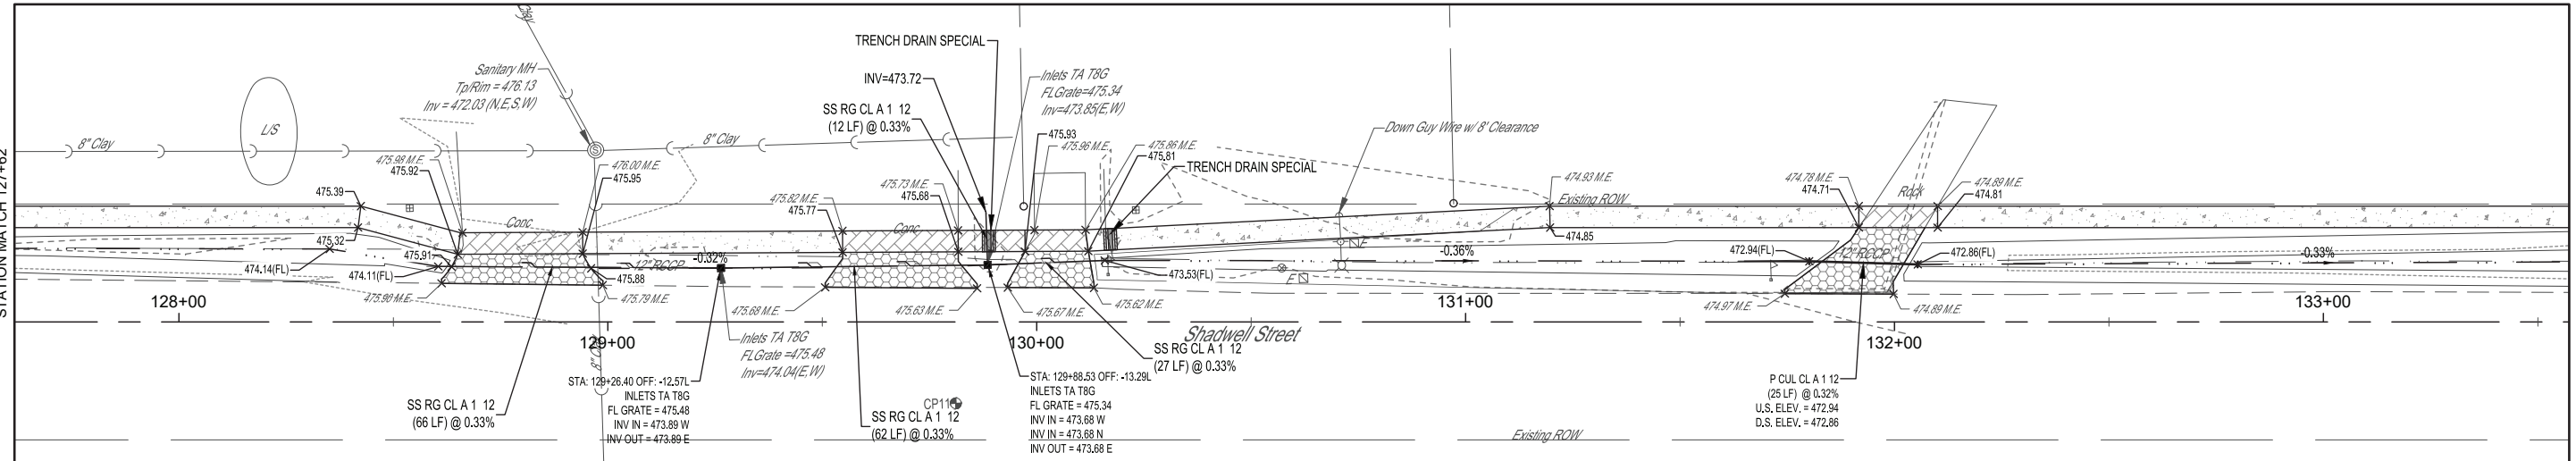 STATION MATCH 127+62
L/S
8" Clay
Clay
Sanitary MH
Tp/Rim = 476.13
Inv = 472.03 (N,E,S,W)
8" Clay
TRENCH DRAIN SPECIAL
INV=473.72
SS RG CL A 1 12
(12 LF) @ 0.33%
Inlets TA T8G
FLGrate=475.34
Inv=473.85(E,W)
Down Guy Wire w/ 8' Clearance
TRENCH DRAIN SPECIAL
475.39
475.32
475.98 M.E.
475.92
476.00 M.E.
475.95
475.82 M.E.
475.77
475.73 M.E.
475.68
475.93
475.96 M.E.
475.86 M.E.
475.81
474.93 M.E.
Existing ROW
474.85
474.78 M.E.
474.71
Rock
474.89 M.E.
474.81
Conc
Conc
474.14(FL)
474.11(FL)
475.91
475.88
12" RCCP
-0.32%
473.53(FL)
-0.36%
472.94(FL)
12" RCCP
472.86(FL)
-0.33%
E
E
475.90 M.E.
475.79 M.E.
475.68 M.E.
475.63 M.E.
475.67 M.E.
475.62 M.E.
474.97 M.E.
474.89 M.E.
128+00
129+00
130+00
131+00
132+00
133+00
Shadwell Street
Inlets TA T8G
FLGrate =475.48
Inv=474.04(E,W)
STA: 129+26.40 OFF: -12.57L
INLETS TA T8G
FL GRATE = 475.48
INV IN = 473.89 W
INV OUT = 473.89 E
SS RG CL A 1 12
(66 LF) @ 0.33%
CP11
SS RG CL A 1 12
(62 LF) @ 0.33%
STA: 129+88.53 OFF: -13.29L
INLETS TA T8G
FL GRATE = 475.34
INV IN = 473.68 W
INV IN = 473.68 N
INV OUT = 473.68 E
SS RG CL A 1 12
(27 LF) @ 0.33%
P CUL CL A 1 12
(25 LF) @ 0.32%
U.S. ELEV. = 472.94
D.S. ELEV. = 472.86
Existing ROW